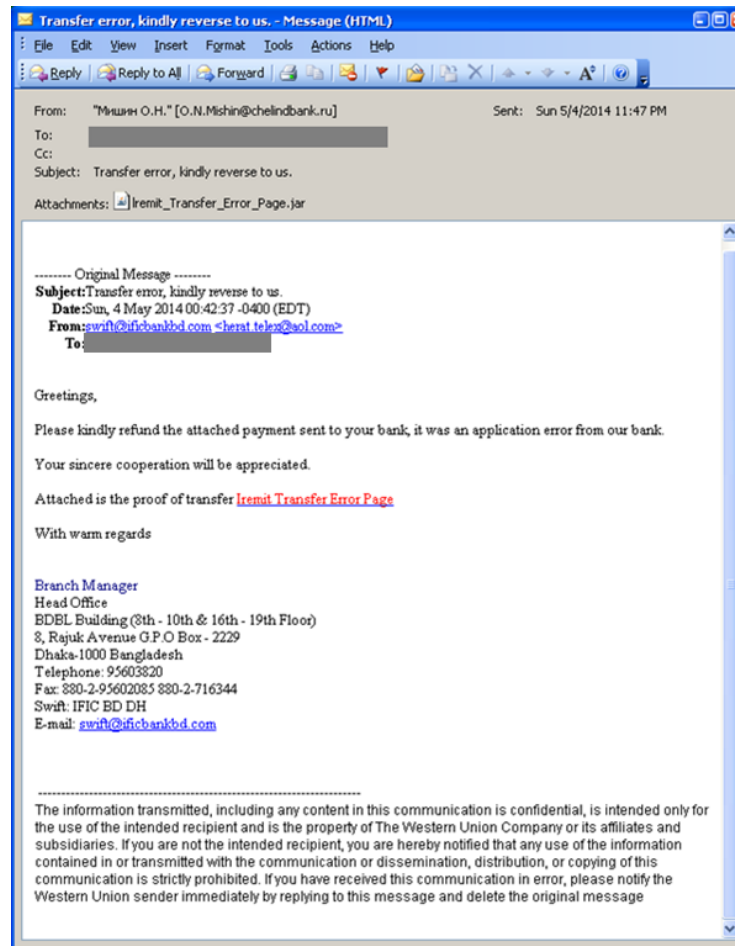 Transfer error, kindly reverse to us. - Message (HTML)
File Edit View Insert Format Tools Actions Help
Reply Reply to All Forward
From: "Мишин О.Н." [O.N.Mishin@chelindbank.ru] Sent: Sun 5/4/2014 11:47 PM
To:
Cc:
Subject: Transfer error, kindly reverse to us.
Attachments: Iremit_Transfer_Error_Page.jar
-------- Original Message --------
Subject:Transfer error, kindly reverse to us.
Date:Sun, 4 May 2014 00:42:37 -0400 (EDT)
From:swift@ificbankbd.com <herat.telex@aol.com>
To:
Greetings,
Please kindly refund the attached payment sent to your bank, it was an application error from our bank.
Your sincere cooperation will be appreciated.
Attached is the proof of transfer Iremit Transfer Error Page
With warm regards
Branch Manager
Head Office
BDBL Building (8th - 10th & 16th - 19th Floor)
8, Rajuk Avenue G.P.O Box - 2229
Dhaka-1000 Bangladesh
Telephone: 95603820
Fax: 880-2-95602085 880-2-716344
Swift: IFIC BD DH
E-mail: swift@ificbankbd.com
----------------------------------------------------------------------
The information transmitted, including any content in this communication is confidential, is intended only for
the use of the intended recipient and is the property of The Western Union Company or its affiliates and
subsidiaries. If you are not the intended recipient, you are hereby notified that any use of the information
contained in or transmitted with the communication or dissemination, distribution, or copying of this
communication is strictly prohibited. If you have received this communication in error, please notify the
Western Union sender immediately by replying to this message and delete the original message